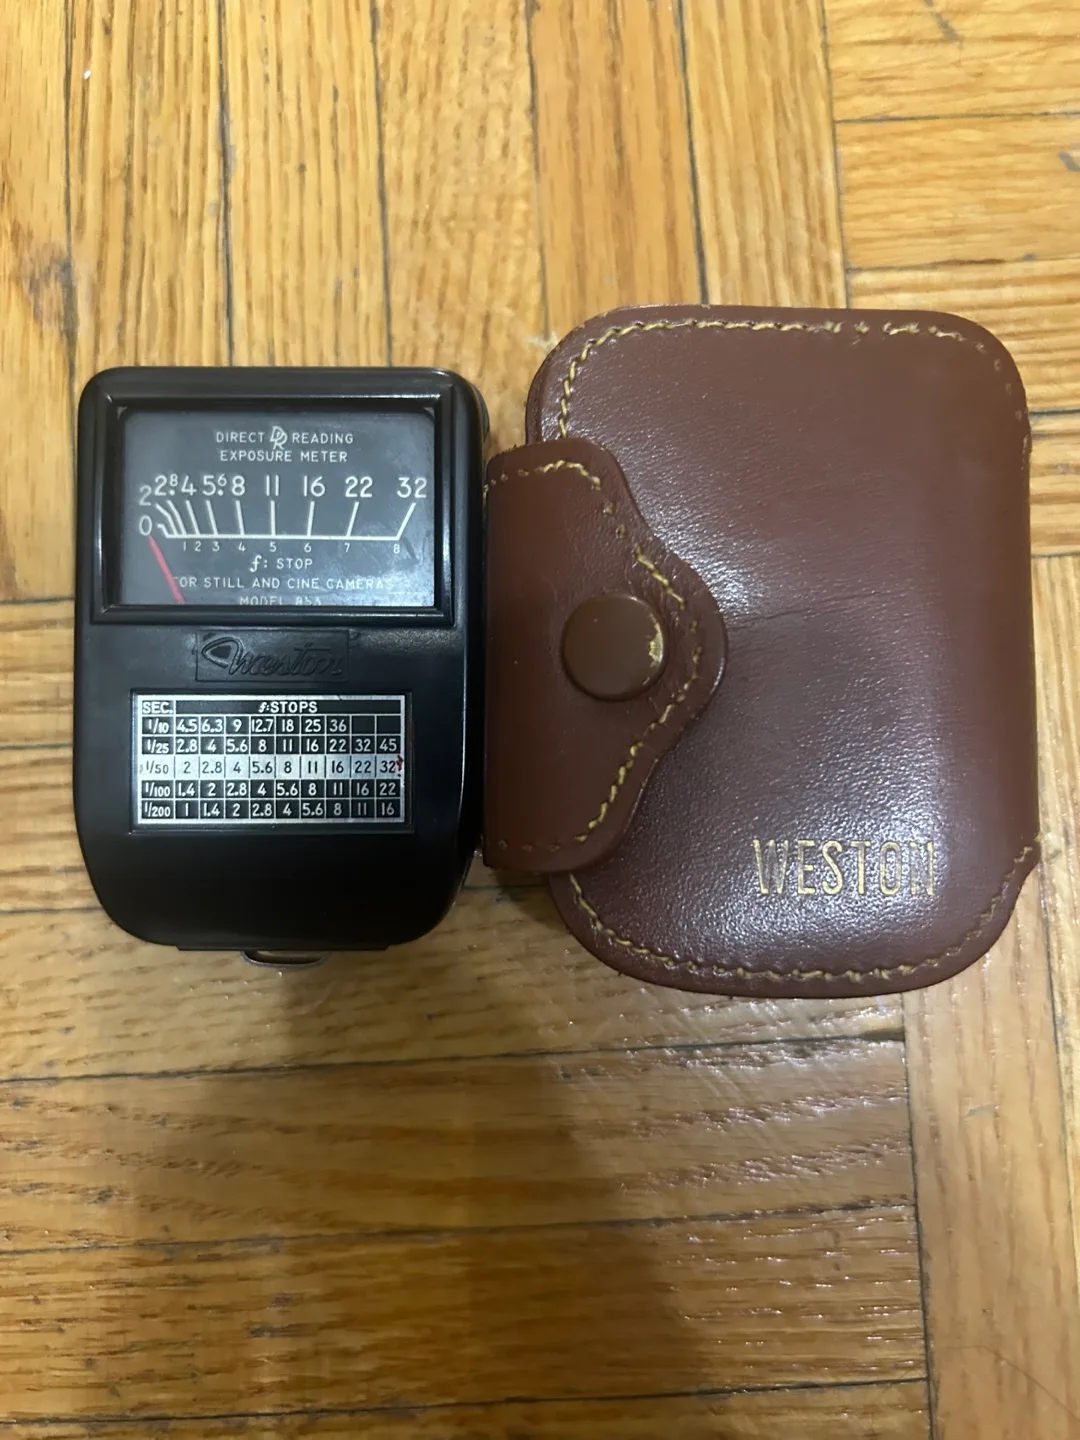 DIRECT DR READING
EXPOSURE METER
2 2.8 4 5.6 8 11 16 22 32
0 1 2 3 4 5 6 7 8
f: STOP
FOR STILL AND CINE CAMERAS
MODEL 853
Weston
SEC. f:STOPS
1/10 4.5 6.3 9 12.7 18 25 36
1/25 2.8 4 5.6 8 11 16 22 32 45
1/50 2 2.8 4 5.6 8 11 16 22 32
1/100 1.4 2 2.8 4 5.6 8 11 16 22
1/200 1 1.4 2 2.8 4 5.6 8 11 16
WESTON